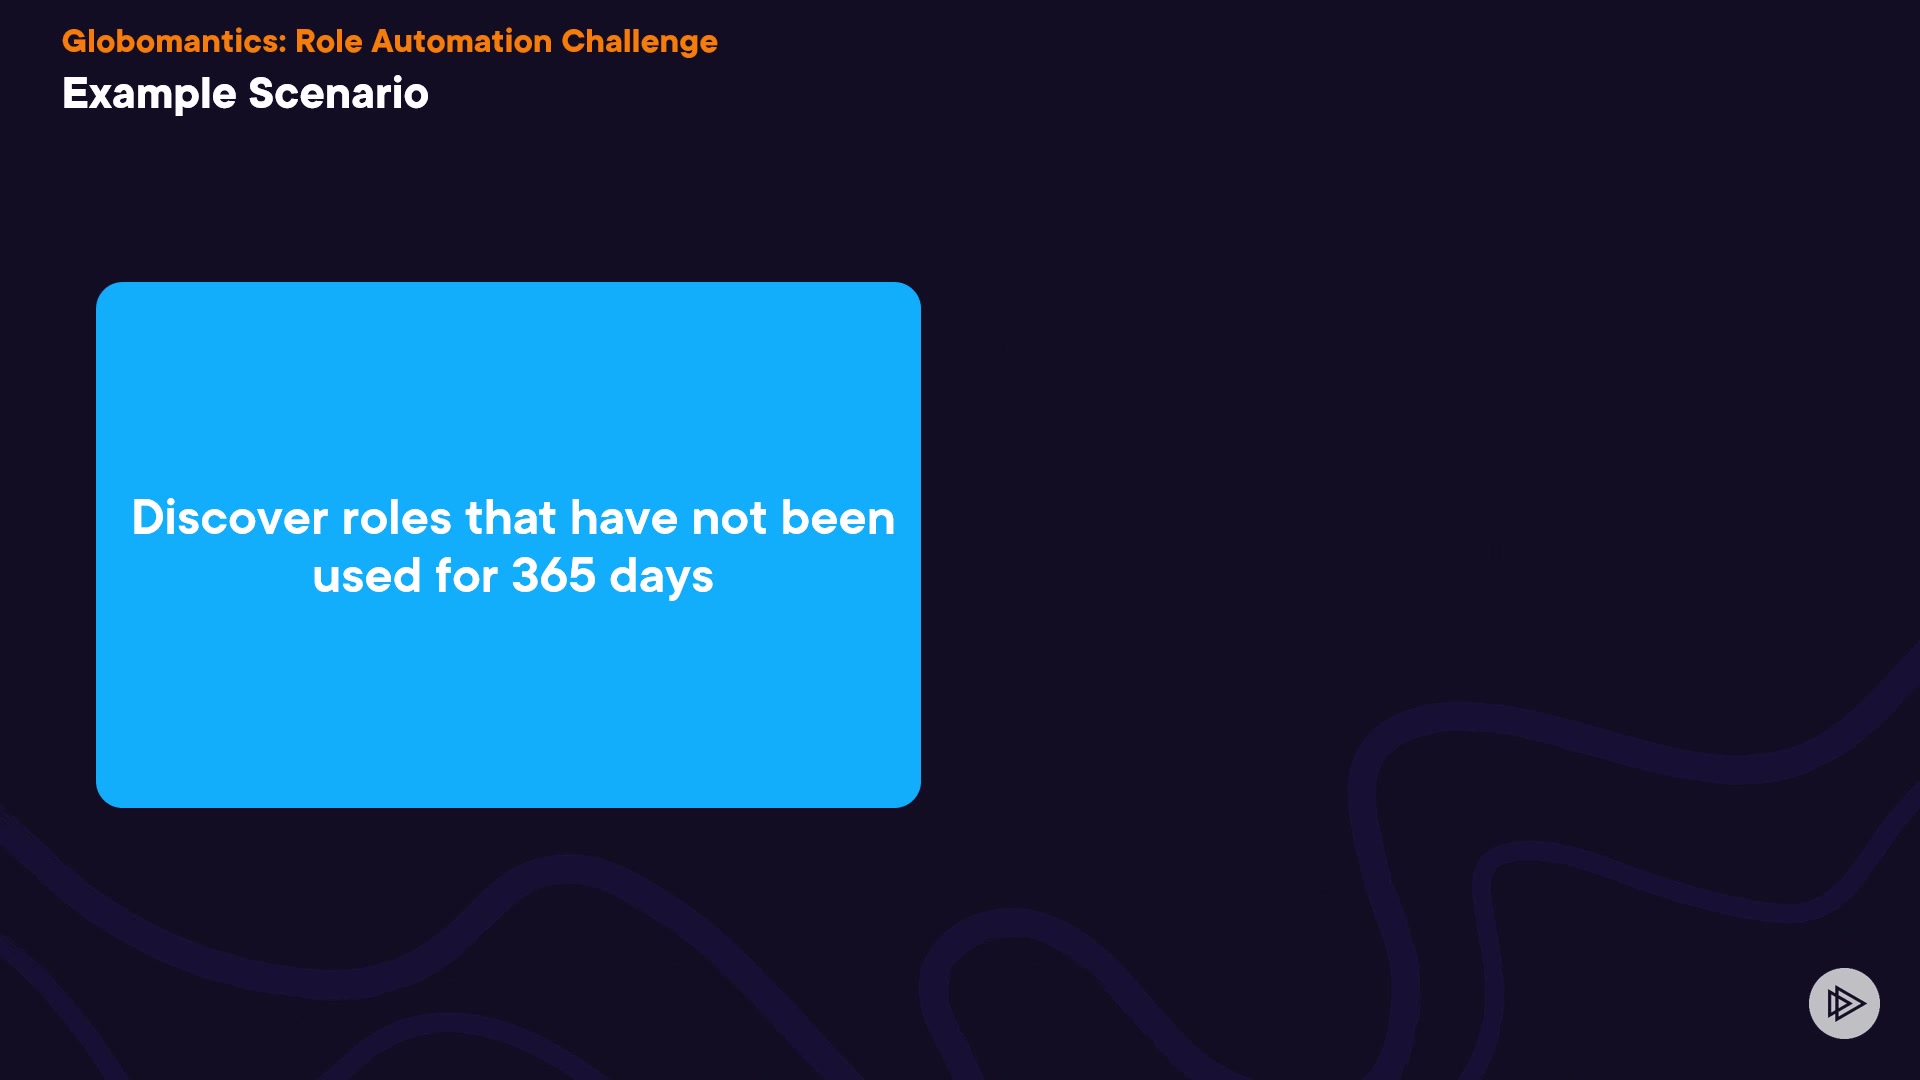 Globomantics: Role Automation Challenge
Example Scenario
Discover roles that have not been
used for 365 days